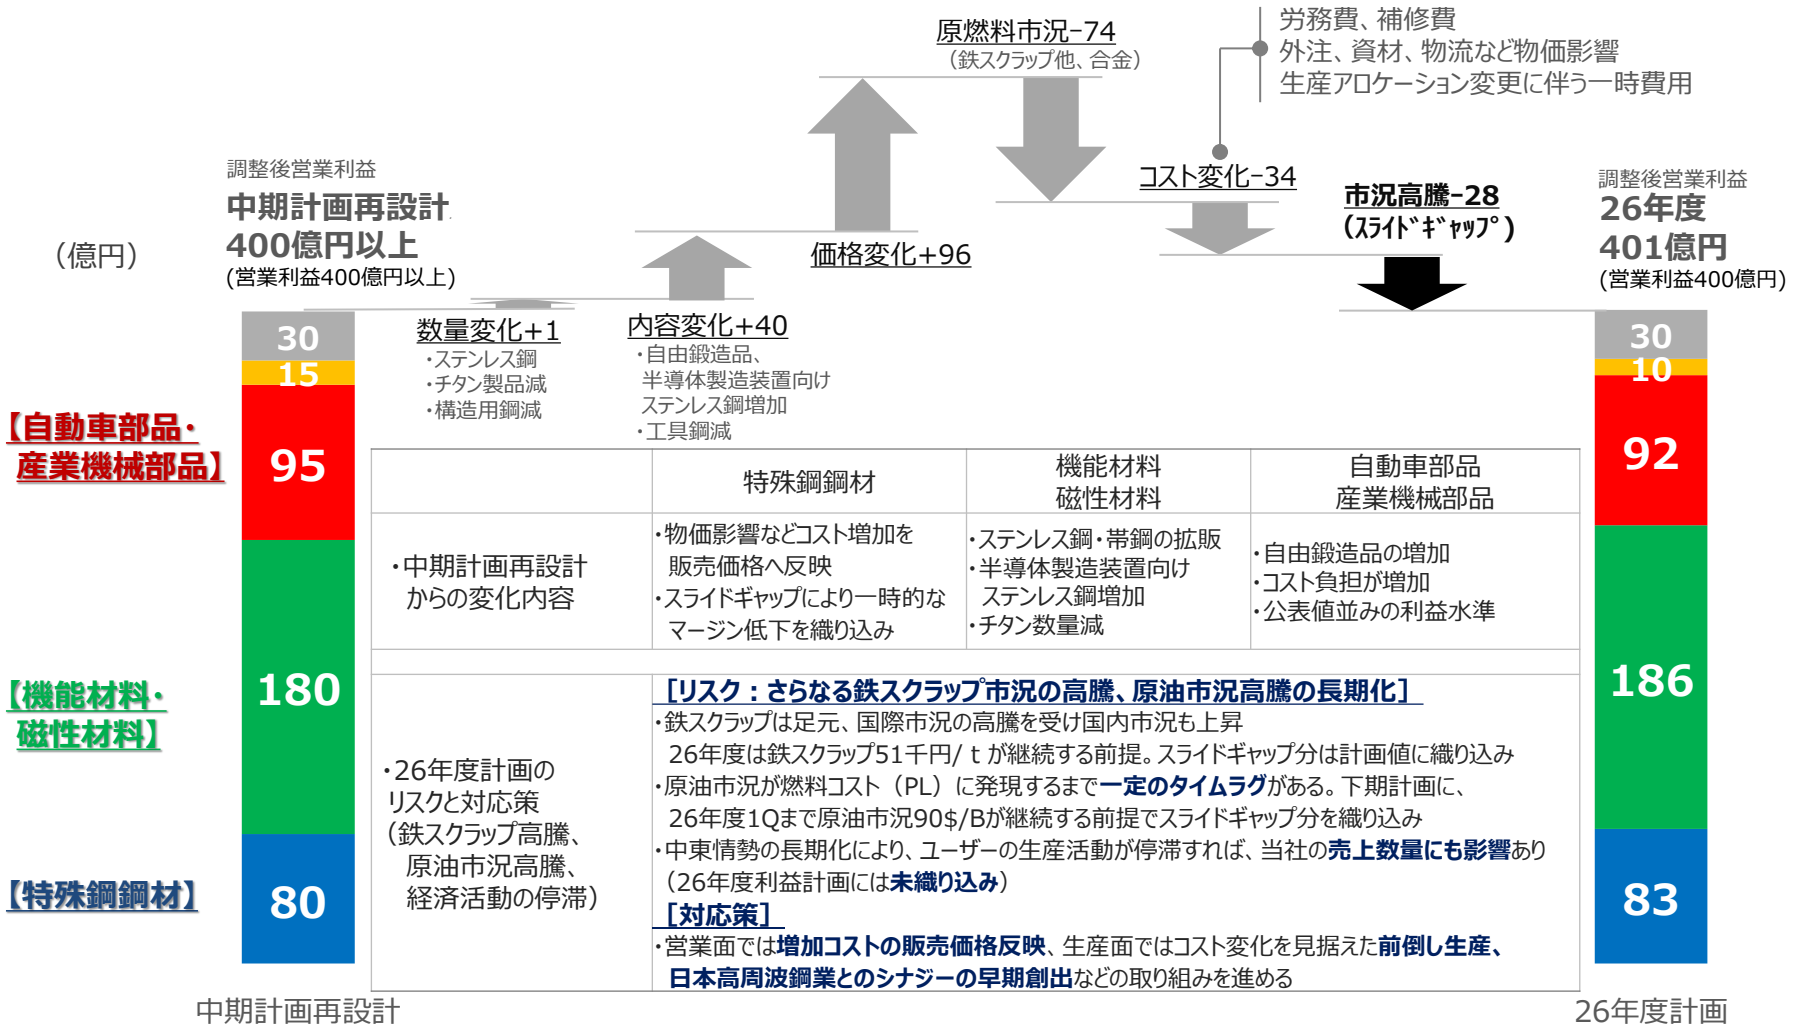 原燃料市況−74
（鉄スクラップ他、合金）
労務費、補修費
外注、資材、物流など物価影響
生産アロケーション変更に伴う一時費用
（億円）
調整後営業利益
中期計画再設計
400億円以上
(営業利益400億円以上)
コスト変化−34
市況高騰−28
（ｽﾗｲﾄﾞｷﾞｬｯﾌﾟ）
調整後営業利益
26年度
401億円
(営業利益400億円)
価格変化+96
数量変化+1
・ステンレス鋼
・チタン製品減
・構造用鋼減
内容変化+40
・自由鍛造品、
半導体製造装置向け
ステンレス鋼増加
・工具鋼減
【自動車部品・
産業機械部品】
【機能材料・
磁性材料】
【特殊鋼鋼材】
30
15
95
180
80
中期計画再設計
特殊鋼鋼材
機能材料
磁性材料
自動車部品
産業機械部品
・中期計画再設計
からの変化内容
・物価影響などコスト増加を
販売価格へ反映
・スライドギャップにより一時的な
マージン低下を織り込み
・ステンレス鋼・帯鋼の拡販
・半導体製造装置向け
ステンレス鋼増加
・チタン数量減
・自由鍛造品の増加
・コスト負担が増加
・公表値並みの利益水準
・26年度計画の
リスクと対応策
（鉄スクラップ高騰、
原油市況高騰、
経済活動の停滞）
［リスク：さらなる鉄スクラップ市況の高騰、原油市況高騰の長期化］
・鉄スクラップは足元、国際市況の高騰を受け国内市況も上昇
26年度は鉄スクラップ51千円/ｔが継続する前提。スライドギャップ分は計画値に織り込み
・原油市況が燃料コスト（PL）に発現するまで一定のタイムラグがある。下期計画に、
26年度1Qまで原油市況90$/Bが継続する前提でスライドギャップ分を織り込み
・中東情勢の長期化により、ユーザーの生産活動が停滞すれば、当社の売上数量にも影響あり
（26年度利益計画には未織り込み）
［対応策］
・営業面では増加コストの販売価格反映、生産面ではコスト変化を見据えた前倒し生産、
日本高周波鋼業とのシナジーの早期創出などの取り組みを進める
30
10
92
186
83
26年度計画